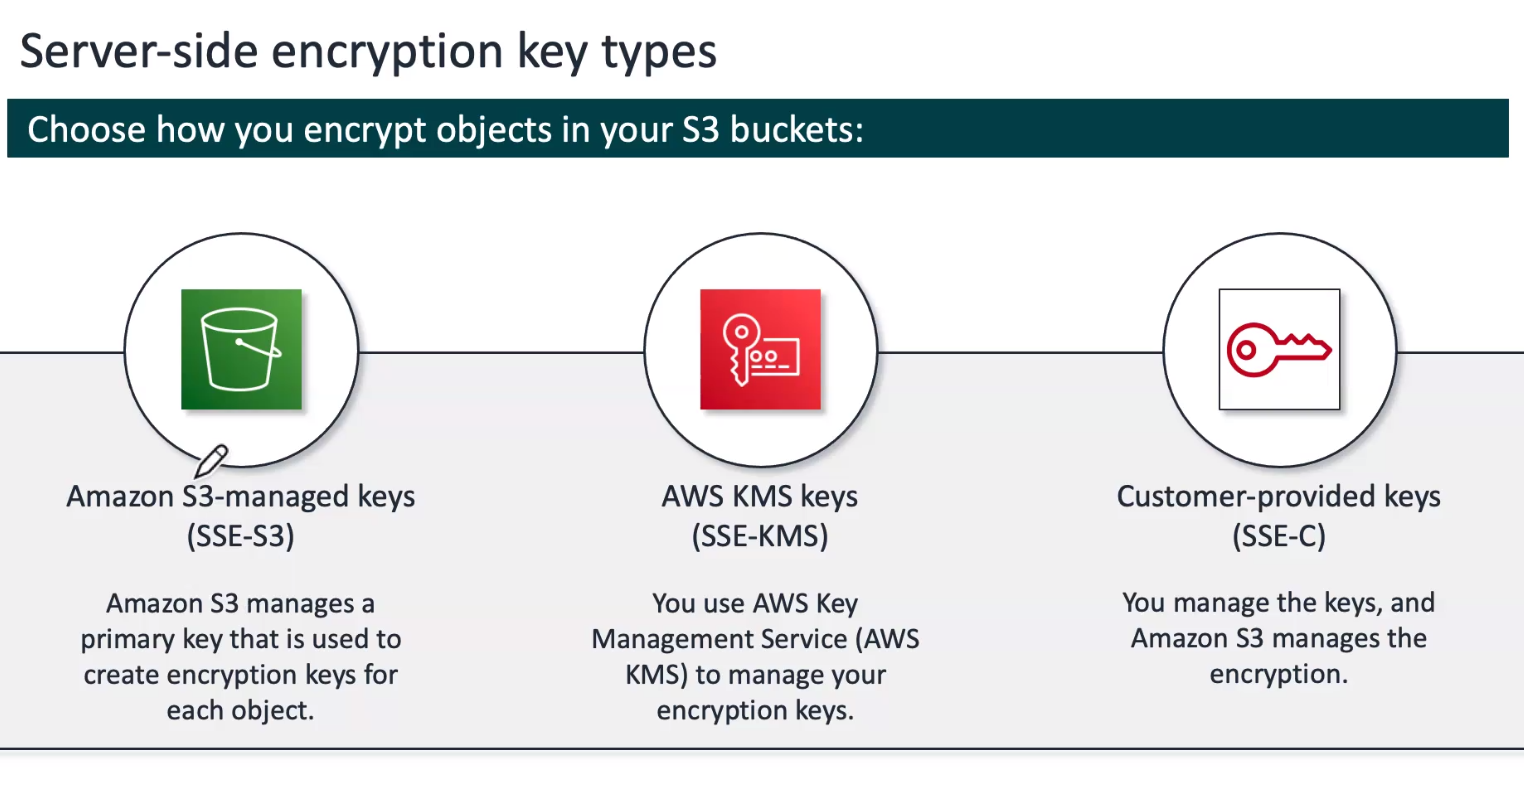 Server-side encryption key types
Choose how you encrypt objects in your S3 buckets:
Amazon S3-managed keys
(SSE-S3)
Amazon S3 manages a
primary key that is used to
create encryption keys for
each object.
AWS KMS keys
(SSE-KMS)
You use AWS Key
Management Service (AWS
KMS) to manage your
encryption keys.
Customer-provided keys
(SSE-C)
You manage the keys, and
Amazon S3 manages the
encryption.